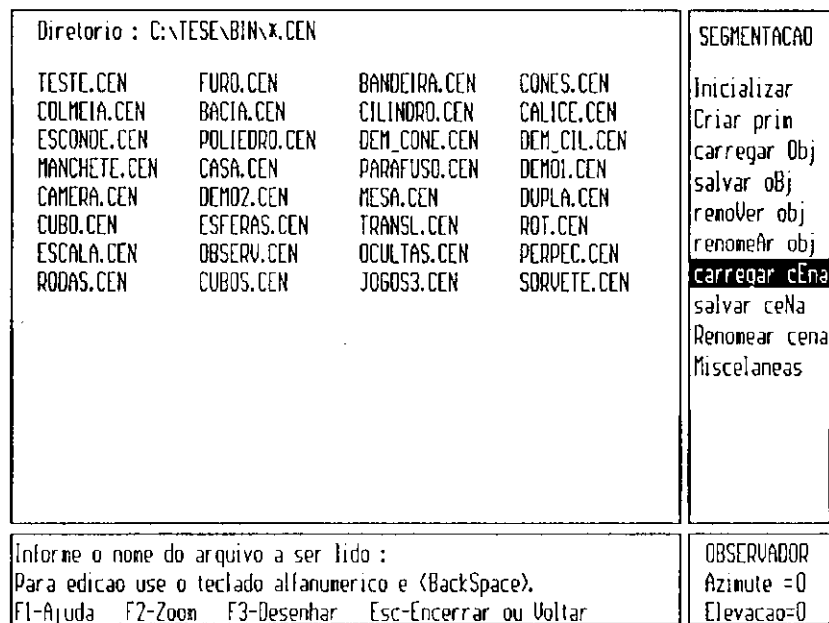 Diretorio : C:\TESE\BIN\*.CEN
TESTE.CEN FURO.CEN BANDEIRA.CEN CONES.CEN
COLMEIA.CEN BACIA.CEN CILINDRO.CEN CALICE.CEN
ESCONDE.CEN POLIEDRO.CEN DEM_CONE.CEN DEM_CIL.CEN
MANCHETE.CEN CASA.CEN PARAFUSO.CEN DEMO1.CEN
CAMERA.CEN DEMO2.CEN MESA.CEN DUPLA.CEN
CUBO.CEN ESFERAS.CEN TRANSL.CEN ROT.CEN
ESCALA.CEN OBSERV.CEN OCULTAS.CEN PERPEC.CEN
RODAS.CEN CUBOS.CEN JOGOS3.CEN SORVETE.CEN
SEGMENTACAO
Inicializar
Criar prim
carregar Obj
salvar oBj
remoVer obj
renomeAr obj
carregar cEna
salvar ceNa
Renomear cena
Miscelaneas
Informe o nome do arquivo a ser lido :
Para edicao use o teclado alfanumerico e <BackSpace>.
F1-Ajuda F2-Zoom F3-Desenhar Esc-Encerrar ou Voltar
OBSERVADOR
Azimute =0
Elevacao=0